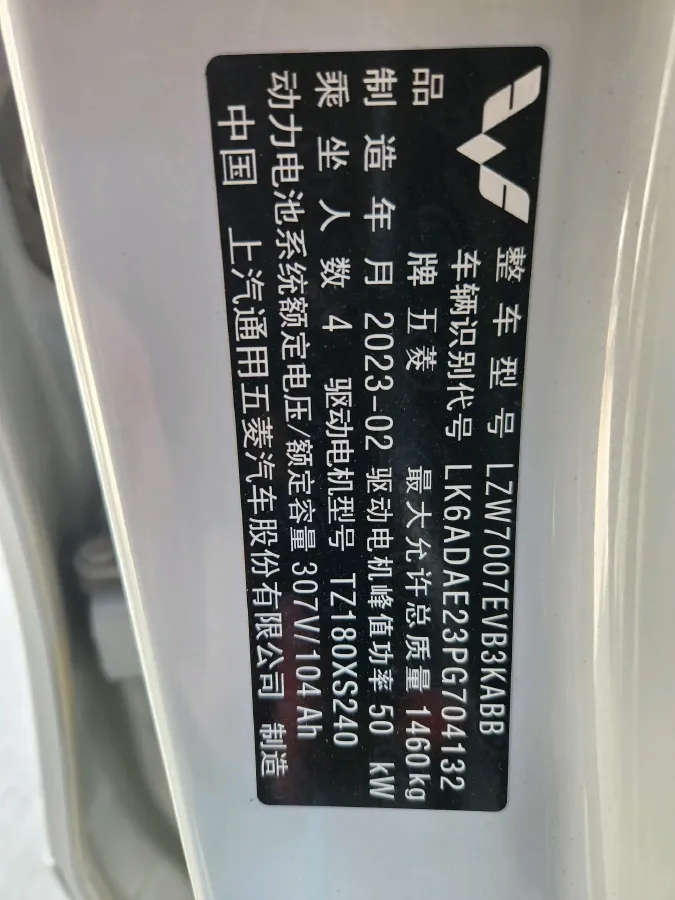 整车型号 LZW7007EVB3KABB
车辆识别代号 LK6ADAE23PG704132
品牌 五菱 最大允许总质量 1460kg
制造年月 2023-02 驱动电机峰值功率 50 kW
乘坐人数 4 驱动电机型号 TZ180XS240
动力电池系统额定电压/额定容量 307V/104Ah
中国 上汽通用五菱汽车股份有限公司 制造